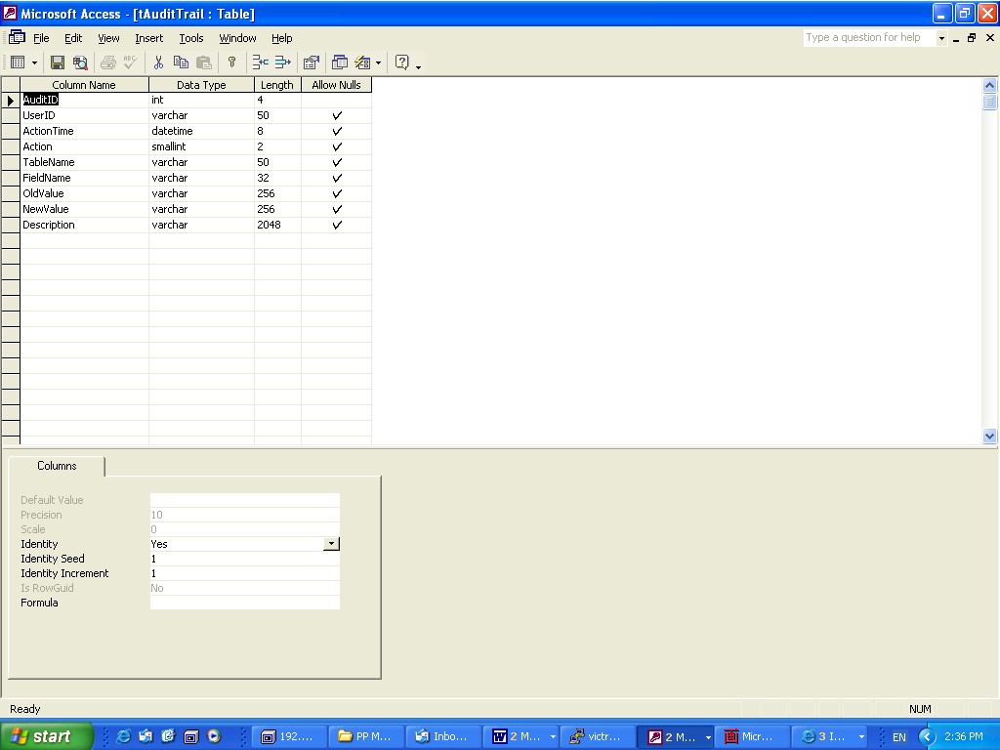 Microsoft Access - [tAuditTrail : Table]
File Edit View Insert Tools Window Help Type a question for help
Column Name Data Type Length Allow Nulls
AuditID int 4
UserID varchar 50
ActionTime datetime 8
Action smallint 2
TableName varchar 50
FieldName varchar 32
OldValue varchar 256
NewValue varchar 256
Description varchar 2048
Columns
Default Value
Precision 10
Scale 0
Identity Yes
Identity Seed 1
Identity Increment 1
Is RowGuid No
Formula
Ready NUM
start 192.... PP M... Inbo... 2 M... victr... 2 M... Micr... 3 I... EN 2:36 PM